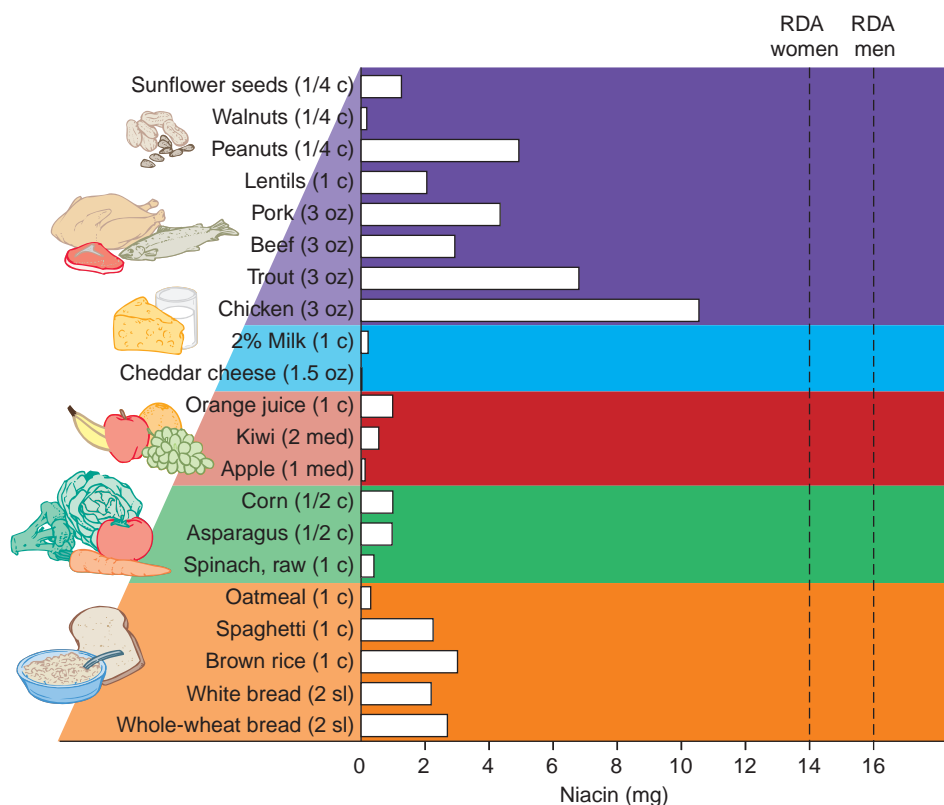 RDA women
RDA men
Sunflower seeds (1/4 c)
Walnuts (1/4 c)
Peanuts (1/4 c)
Lentils (1 c)
Pork (3 oz)
Beef (3 oz)
Trout (3 oz)
Chicken (3 oz)
2% Milk (1 c)
Cheddar cheese (1.5 oz)
Orange juice (1 c)
Kiwi (2 med)
Apple (1 med)
Corn (1/2 c)
Asparagus (1/2 c)
Spinach, raw (1 c)
Oatmeal (1 c)
Spaghetti (1 c)
Brown rice (1 c)
White bread (2 sl)
Whole-wheat bread (2 sl)
0 2 4 6 8 10 12 14 16
Niacin (mg)